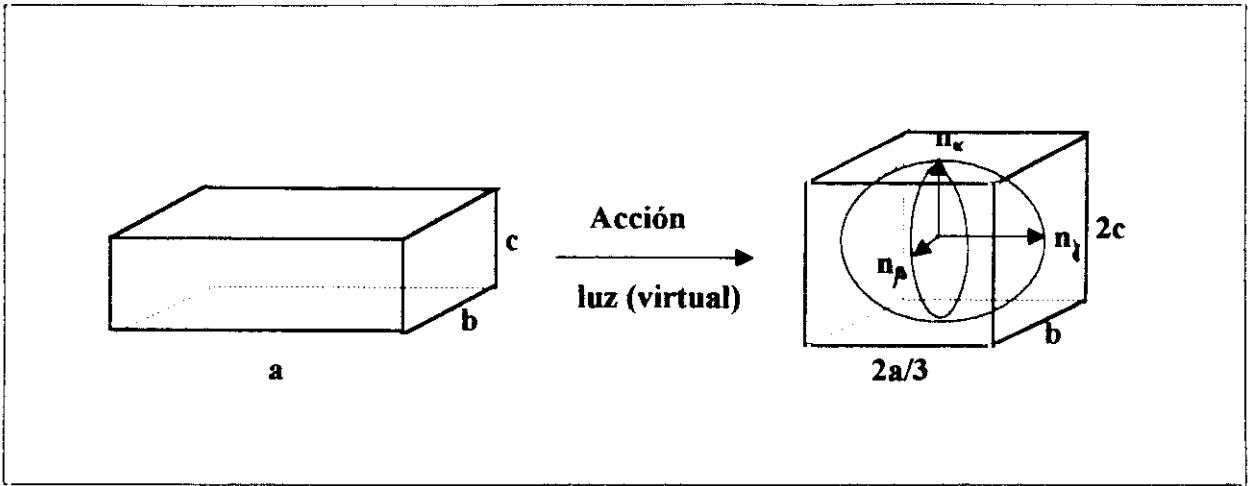 a
b
c
Acción
luz (virtual)
nα
nβ
nγ
2c
b
2a/3